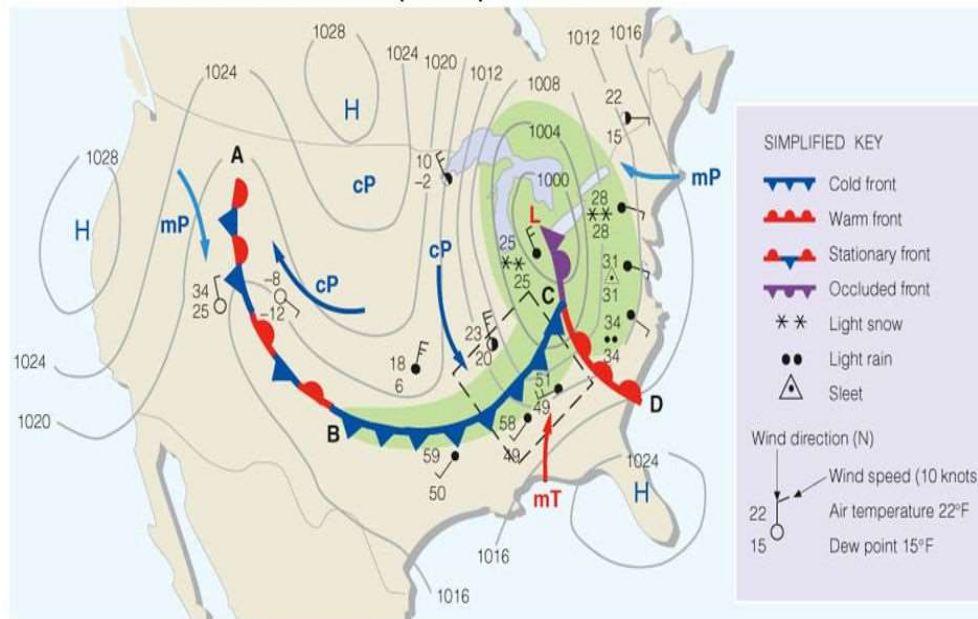 1028
1024
1024
1020
1012
1012
1016
1008
1004
1000
H
H
H
1028
A
cP
mP
10
-2
22
15
mP
28
28
L
25
25
31
31
34
34
34
25
-8
-12
cP
cP
C
23
20
18
6
1024
1020
B
D
51
49
58
49
59
50
mT
1024
1016
1016
SIMPLIFIED KEY
Cold front
Warm front
Stationary front
Occluded front
Light snow
Light rain
Sleet
Wind direction (N)
Wind speed (10 knots
22
Air temperature 22°F
15
Dew point 15°F